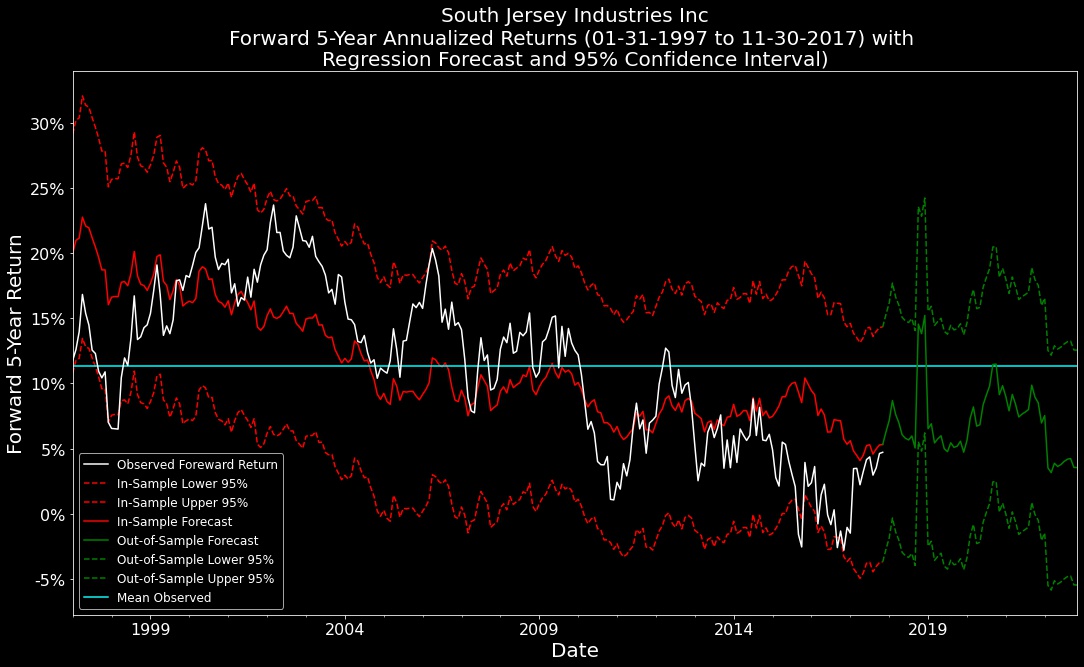 South Jersey Industries Inc
Forward 5-Year Annualized Returns (01-31-1997 to 11-30-2017) with
Regression Forecast and 95% Confidence Interval)
Forward 5-Year Return
30%
25%
20%
15%
10%
5%
0%
-5%
Observed Foreward Return
In-Sample Lower 95%
In-Sample Upper 95%
In-Sample Forecast
Out-of-Sample Forecast
Out-of-Sample Lower 95%
Out-of-Sample Upper 95%
Mean Observed
1999
2004
2009
2014
2019
Date